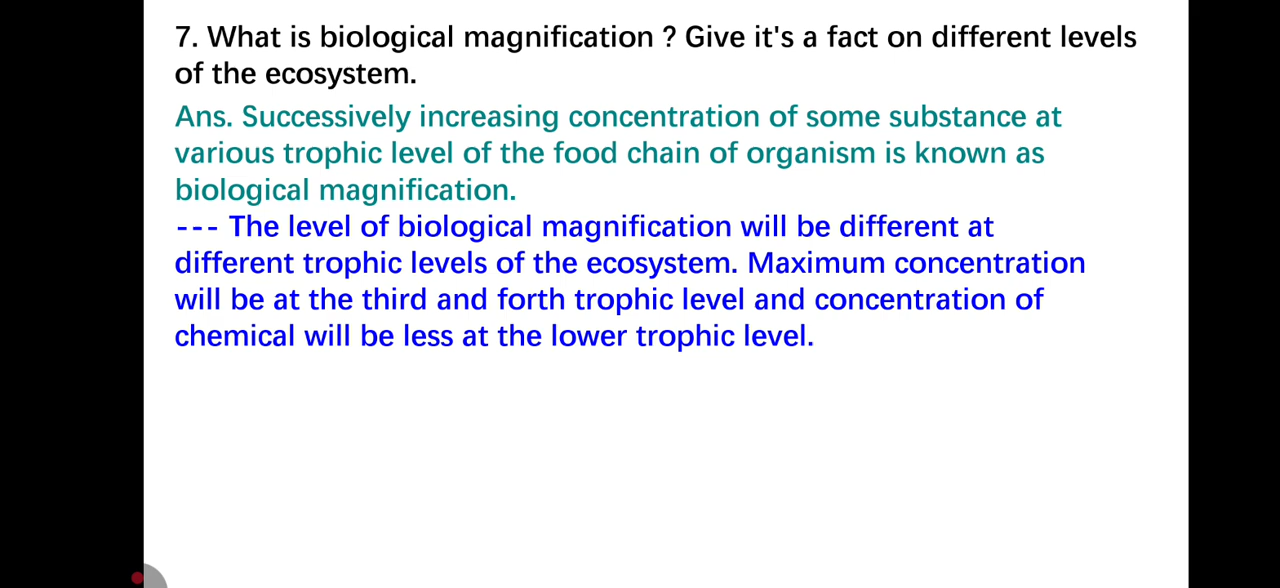 7. What is biological magnification ? Give it's a fact on different levels
of the ecosystem.
Ans. Successively increasing concentration of some substance at
various trophic level of the food chain of organism is known as
biological magnification.
--- The level of biological magnification will be different at
different trophic levels of the ecosystem. Maximum concentration
will be at the third and forth trophic level and concentration of
chemical will be less at the lower trophic level.